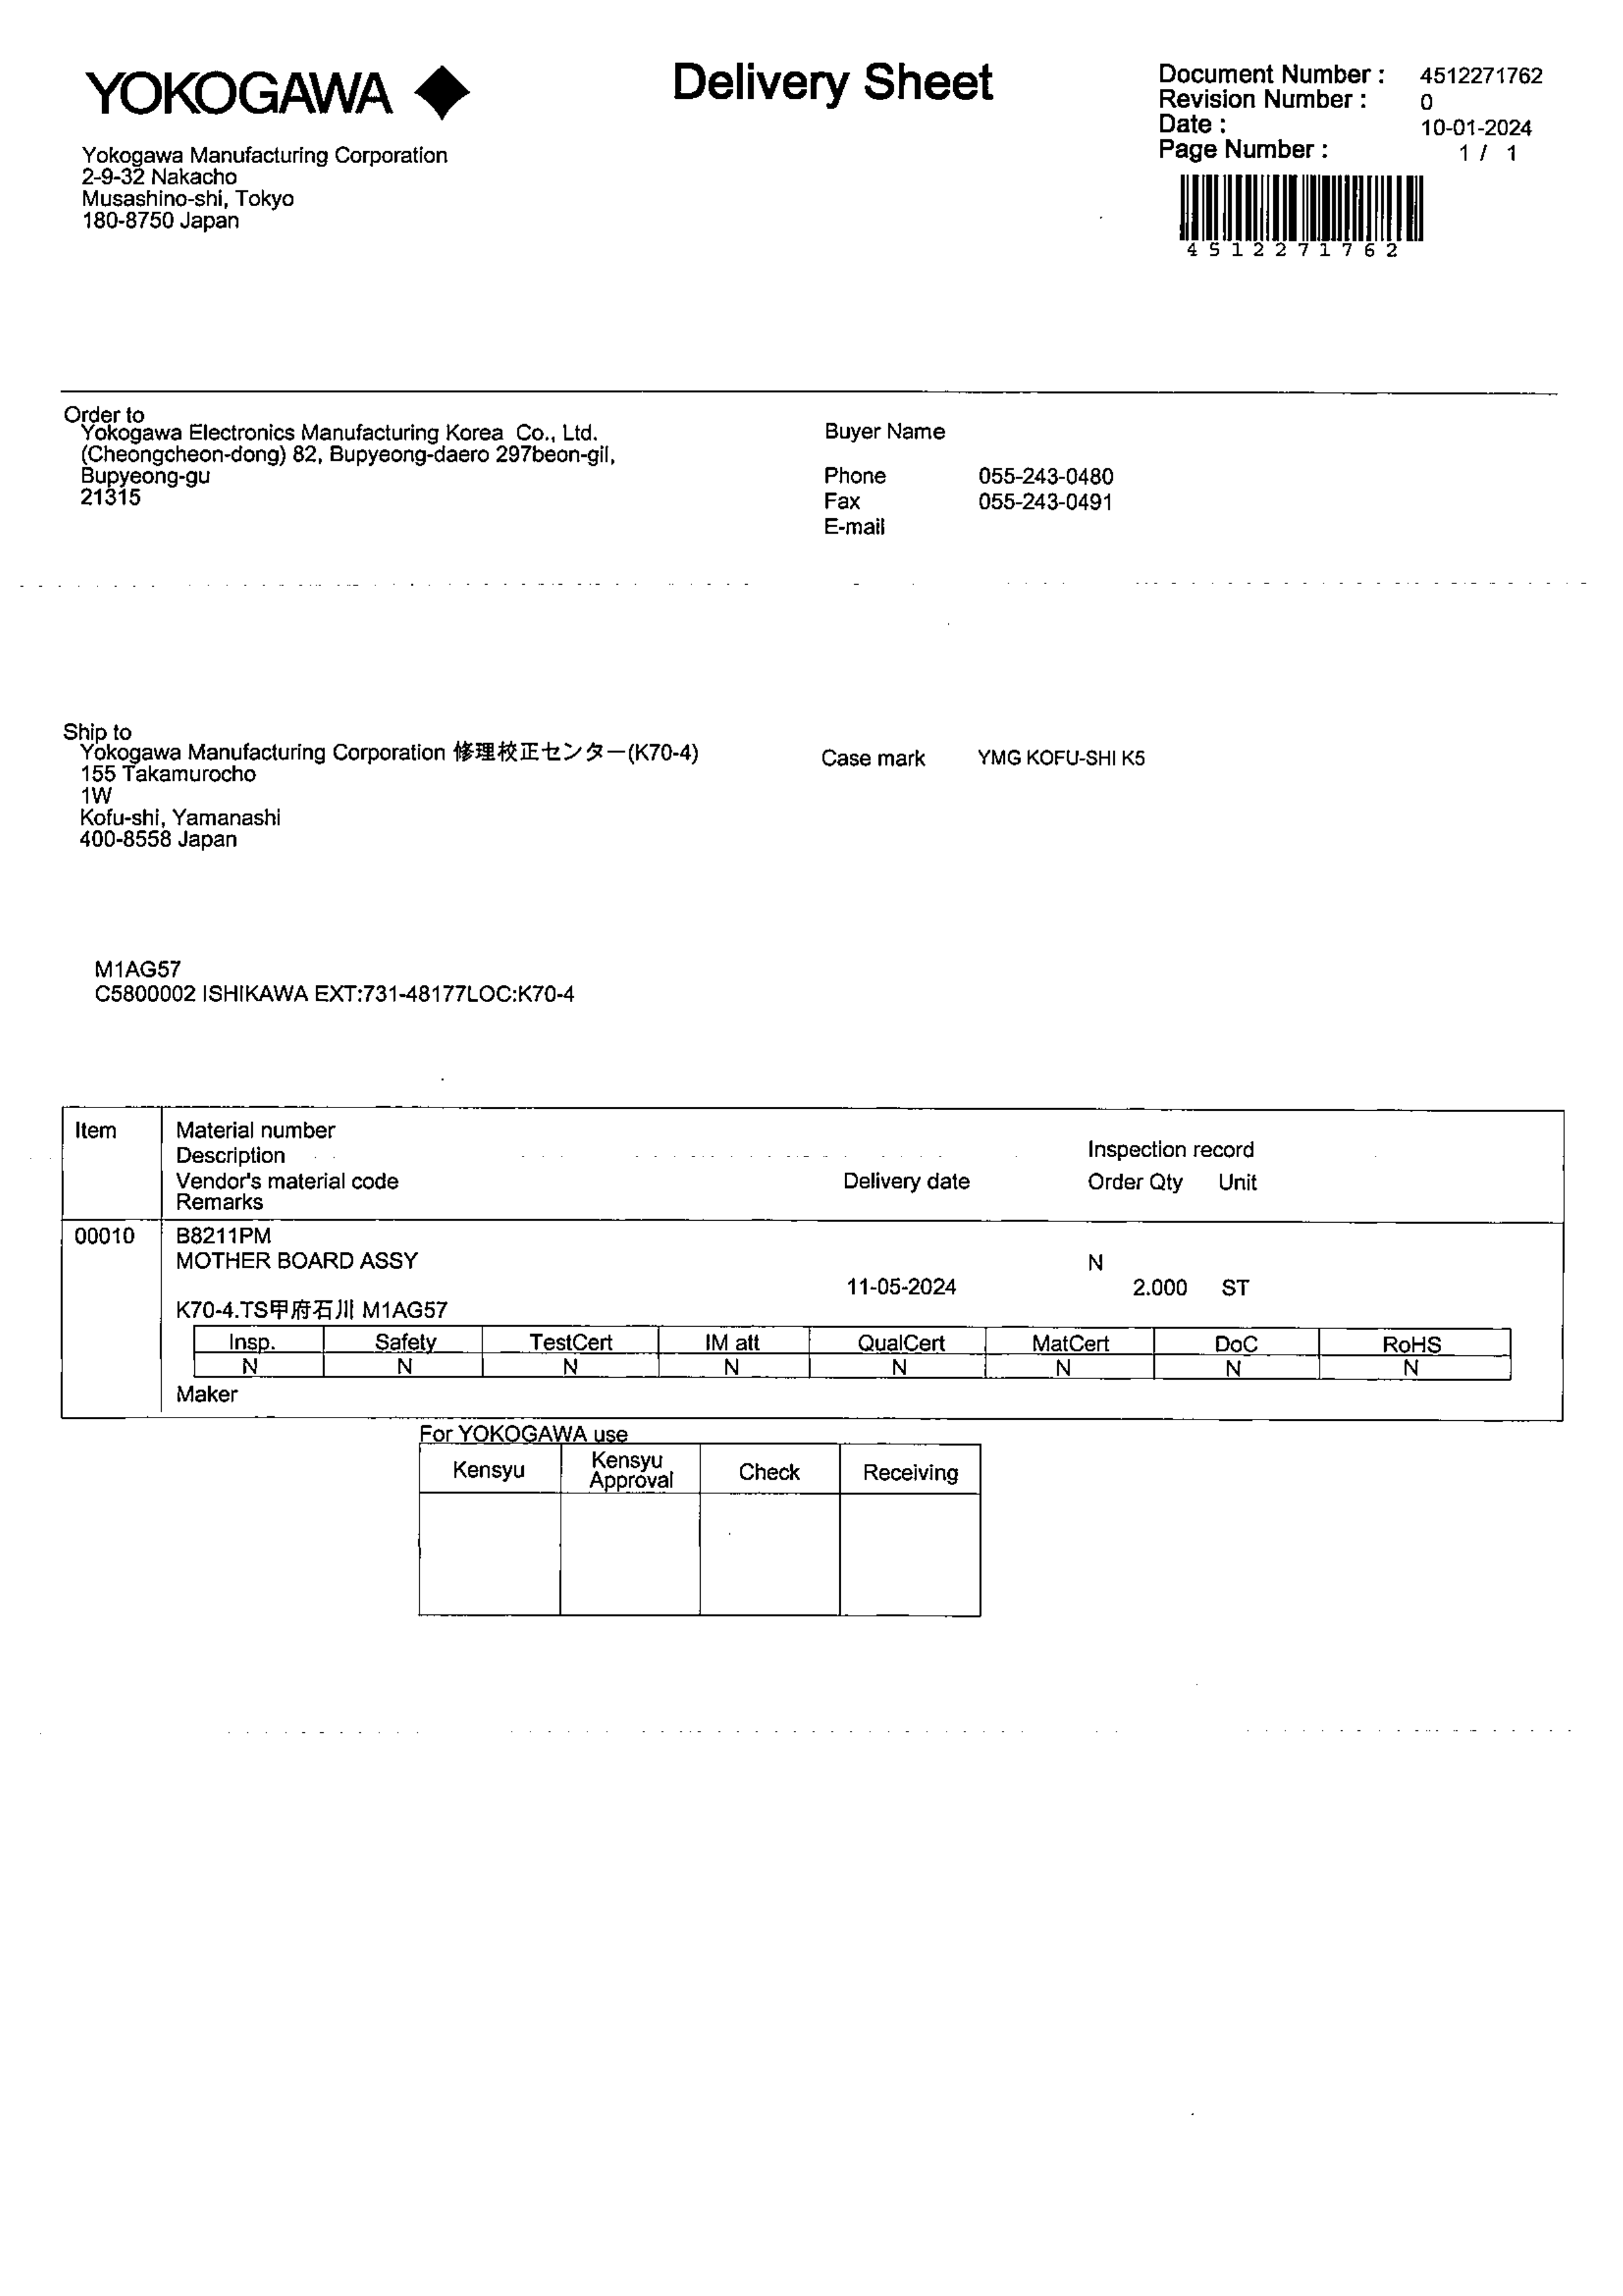 YOKOGAWA
Delivery Sheet
Document Number : 4512271762
Revision Number : 0
Date : 10-01-2024
Page Number : 1 / 1
4512271762
Yokogawa Manufacturing Corporation
2-9-32 Nakacho
Musashino-shi, Tokyo
180-8750 Japan
Order to
Yokogawa Electronics Manufacturing Korea Co., Ltd.
(Cheongcheon-dong) 82, Bupyeong-daero 297beon-gil,
Bupyeong-gu
21315
Buyer Name
Phone 055-243-0480
Fax 055-243-0491
E-mail
Ship to
Yokogawa Manufacturing Corporation 修理校正センター(K70-4)
155 Takamurocho
1W
Kofu-shi, Yamanashi
400-8558 Japan
Case mark YMG KOFU-SHI K5
M1AG57
C5800002 ISHIKAWA EXT:731-48177LOC:K70-4
Item Material number
Description Inspection record
Vendor's material code Delivery date Order Qty Unit
Remarks
00010 B8211PM
MOTHER BOARD ASSY N
11-05-2024 2.000 ST
K70-4.TS甲府石川 M1AG57
Insp. Safety TestCert IM att QualCert MatCert DoC RoHS
N N N N N N N N
Maker
For YOKOGAWA use
Kensyu Kensyu Approval Check Receiving